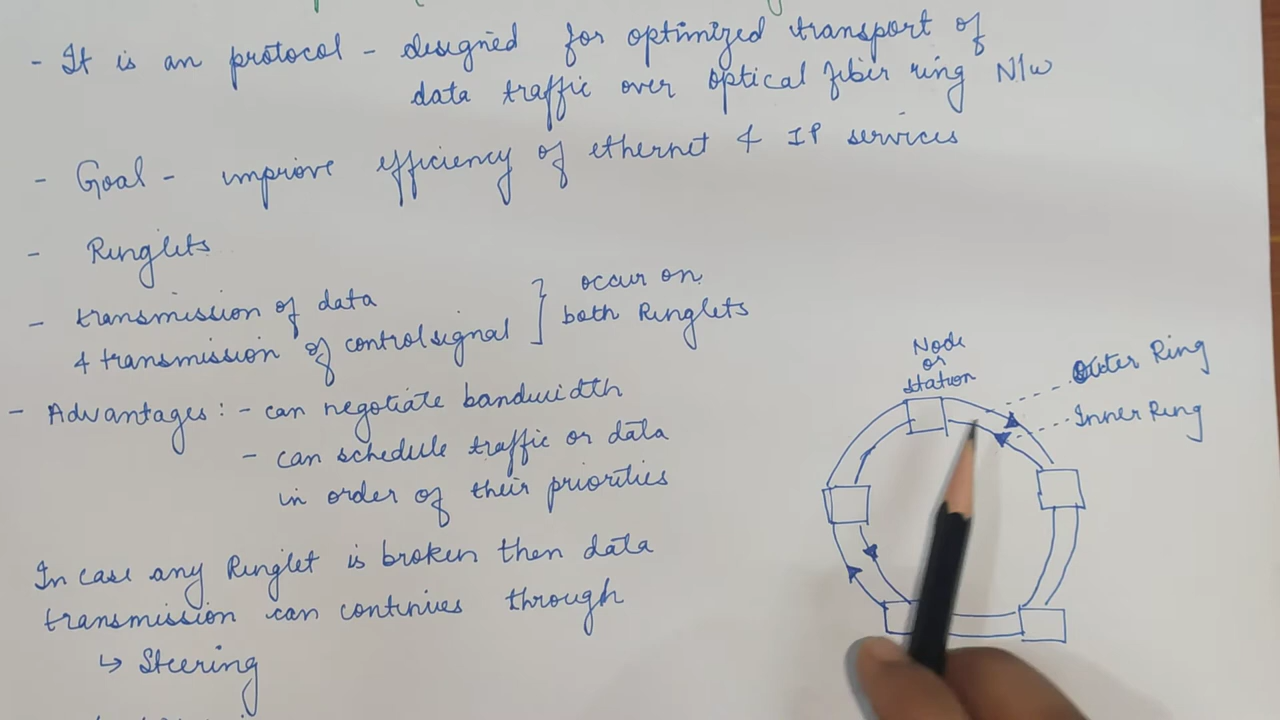 - It is an protocol - designed for optimized transport of
data traffic over optical fiber ring N/w
- Goal - improve efficiency of ethernet & IP services
- Ringlets
- transmission of data
& transmission of control signal
occur on
both Ringlets
- Advantages: - can negotiate bandwidth
- can schedule traffic or data
in order of their priorities
In case any Ringlet is broken then data
transmission can continues through
↳ Steering
Node
or
station
Outer Ring
Inner Ring